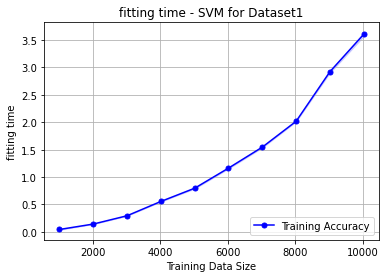 fitting time - SVM for Dataset1
3.5
3.0
2.5
2.0
1.5
1.0
0.5
0.0
fitting time
Training Accuracy
2000 4000 6000 8000 10000
Training Data Size